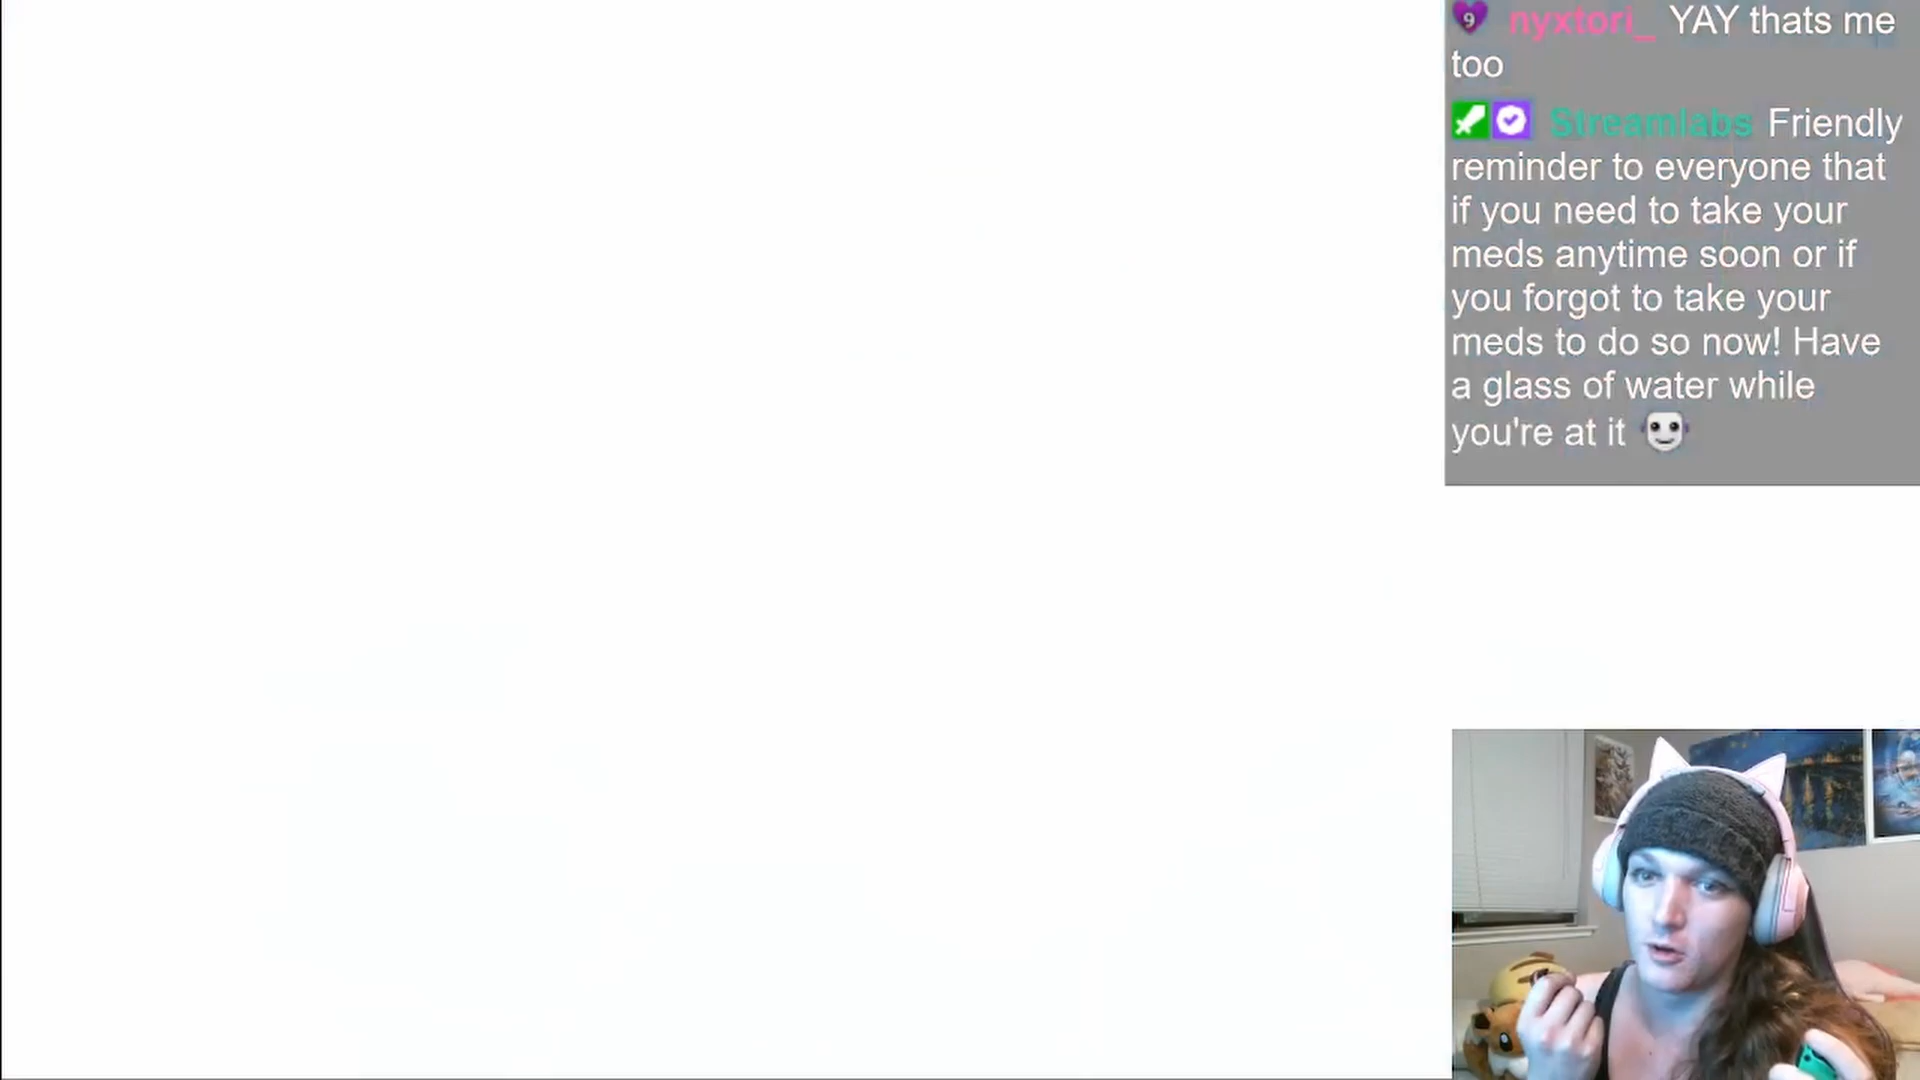 9 nyxtori_ YAY thats me
too
Streamlabs Friendly
reminder to everyone that
if you need to take your
meds anytime soon or if
you forgot to take your
meds to do so now! Have
a glass of water while
you're at it